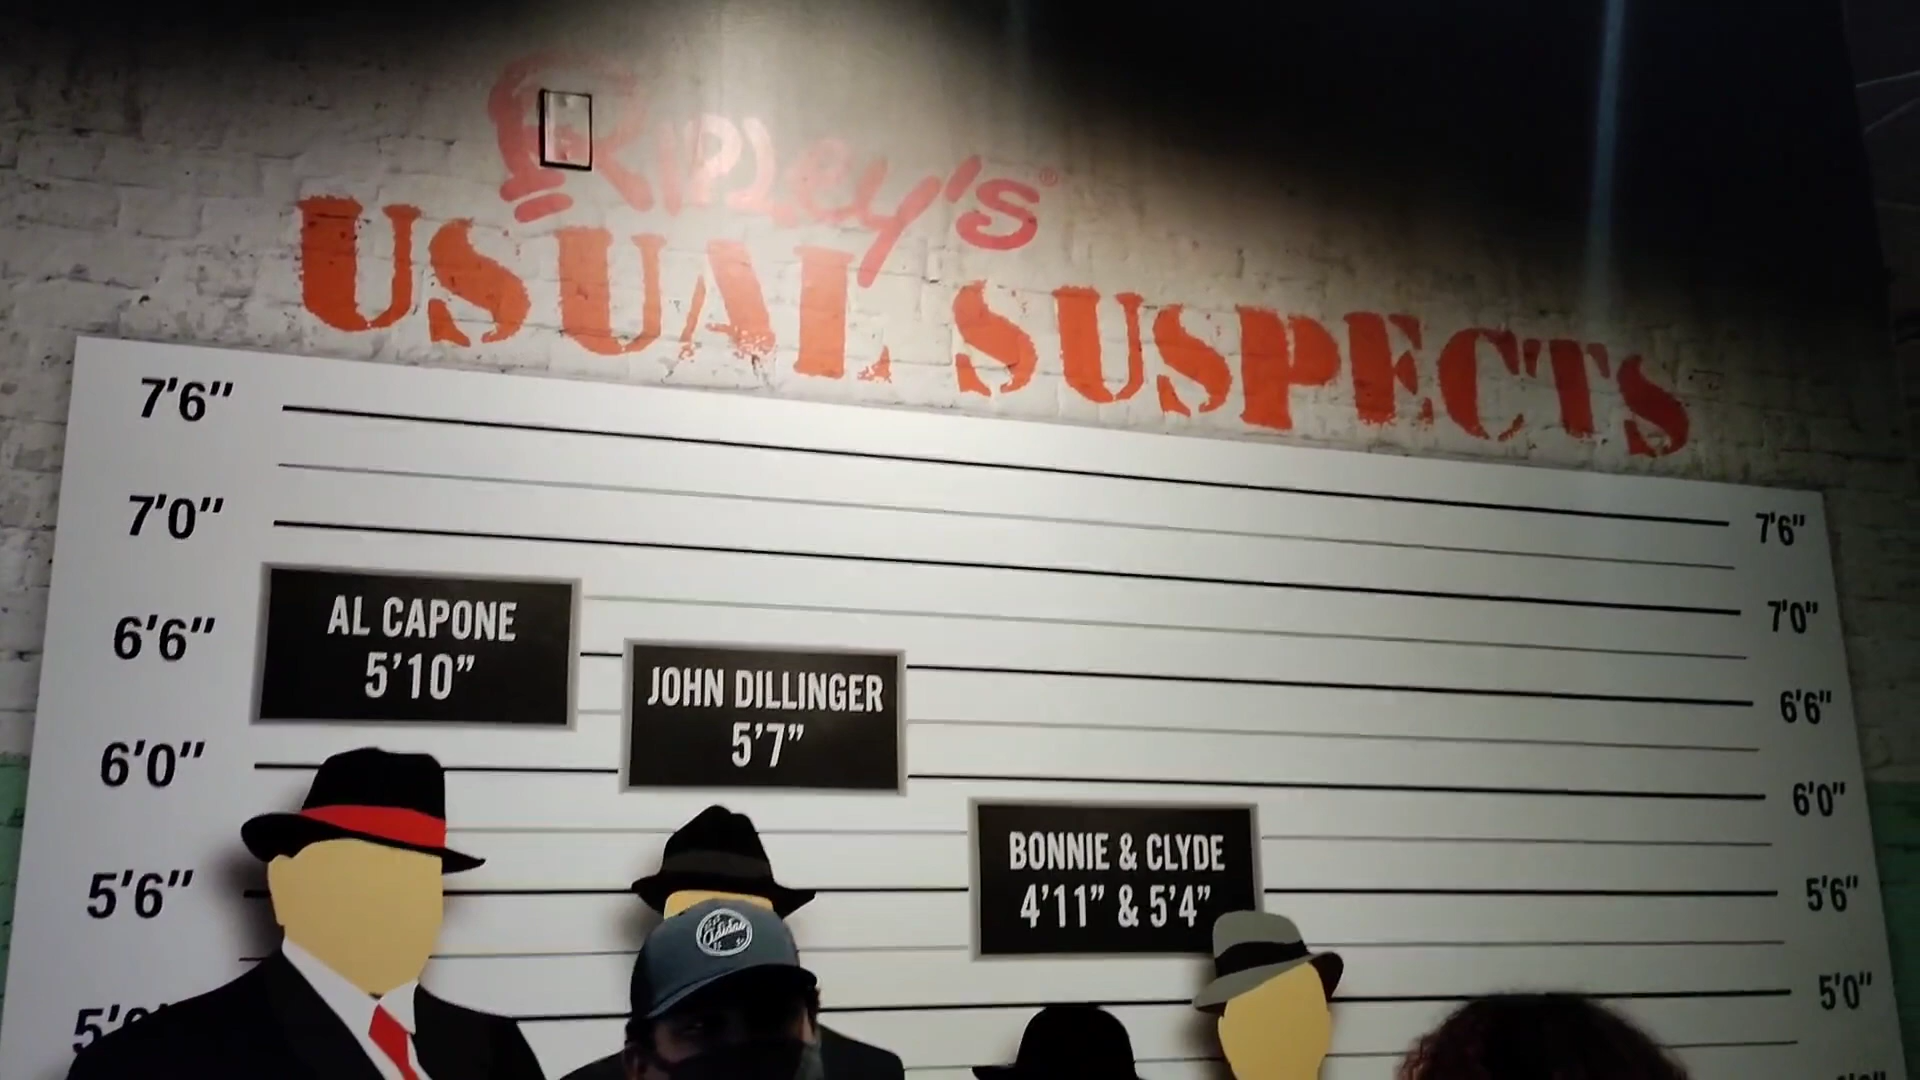 Ripley's®
USUAL SUSPECTS
7'6" 7'6"
7'0" 7'0"
AL CAPONE
5'10"
6'6" 6'6"
JOHN DILLINGER
5'7"
6'0" 6'0"
BONNIE & CLYDE
4'11" & 5'4"
5'6" 5'6"
adidas
5'0"